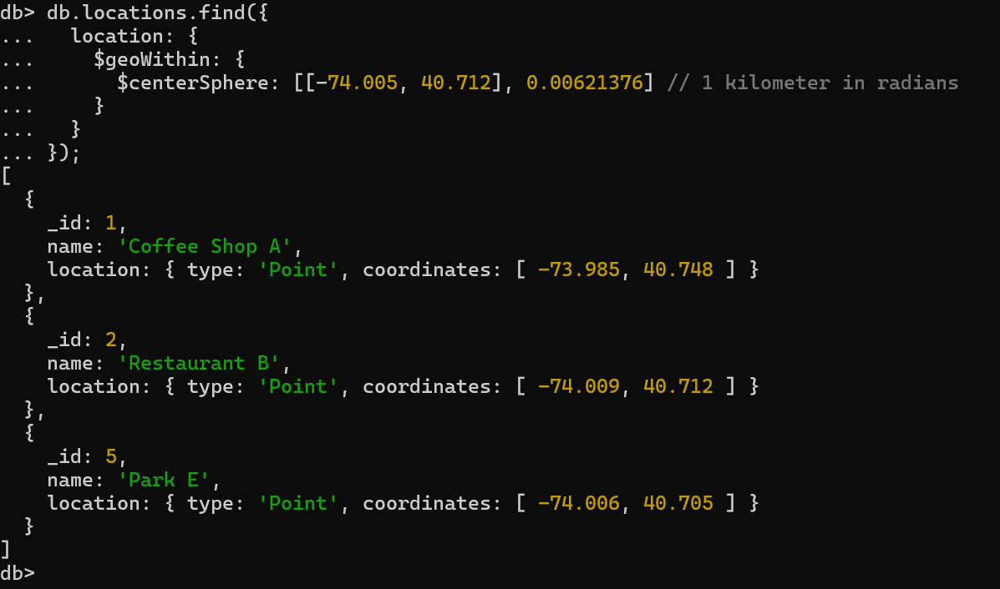 db> db.locations.find({
...   location: {
...     $geoWithin: {
...       $centerSphere: [[-74.005, 40.712], 0.00621376] // 1 kilometer in radians
...     }
...   }
... });
[
  {
    _id: 1,
    name: 'Coffee Shop A',
    location: { type: 'Point', coordinates: [ -73.985, 40.748 ] }
  },
  {
    _id: 2,
    name: 'Restaurant B',
    location: { type: 'Point', coordinates: [ -74.009, 40.712 ] }
  },
  {
    _id: 5,
    name: 'Park E',
    location: { type: 'Point', coordinates: [ -74.006, 40.705 ] }
  }
]
db>